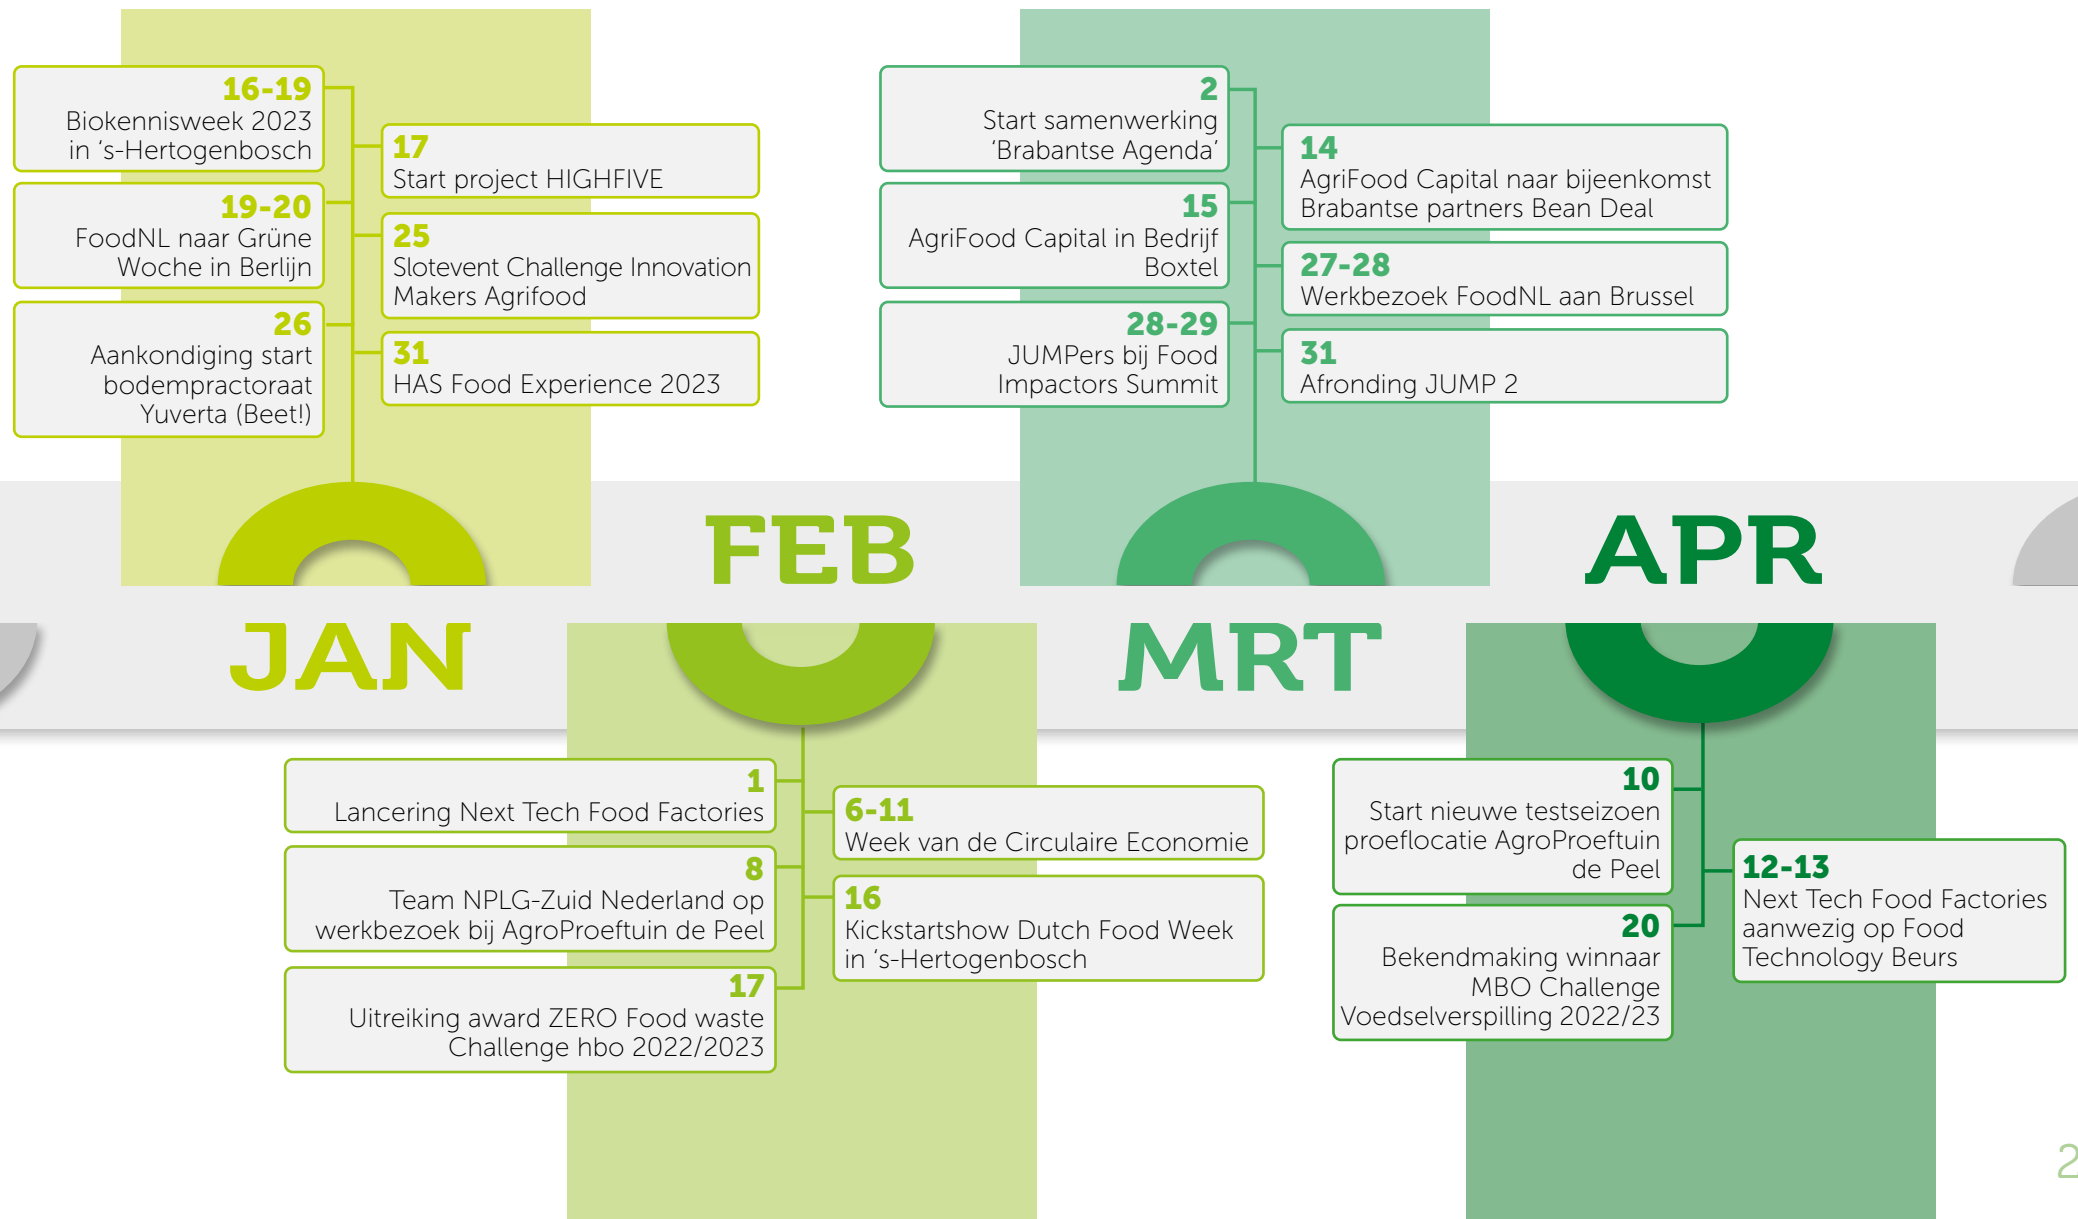 16-19
Biokennisweek 2023
in ‘s-Hertogenbosch
17
Start project HIGHFIVE
19-20
FoodNL naar Grüne
Woche in Berlijn
25
Slotevent Challenge Innovation
Makers Agrifood
26
Aankondiging start
bodempractoraat
Yuverta (Beet!)
31
HAS Food Experience 2023
JAN
FEB
1
Lancering Next Tech Food Factories
6-11
Week van de Circulaire Economie
8
Team NPLG-Zuid Nederland op
werkbezoek bij AgroProeftuin de Peel
16
Kickstartshow Dutch Food Week
in ‘s-Hertogenbosch
17
Uitreiking award ZERO Food waste
Challenge hbo 2022/2023
2
Start samenwerking
‘Brabantse Agenda’
14
AgriFood Capital naar bijeenkomst
Brabantse partners Bean Deal
15
AgriFood Capital in Bedrijf
Boxtel
27-28
Werkbezoek FoodNL aan Brussel
28-29
JUMPers bij Food
Impactors Summit
31
Afronding JUMP 2
MRT
APR
10
Start nieuwe testseizoen
proeflocatie AgroProeftuin
de Peel
12-13
Next Tech Food Factories
aanwezig op Food
Technology Beurs
20
Bekendmaking winnaar
MBO Challenge
Voedselverspilling 2022/23
2